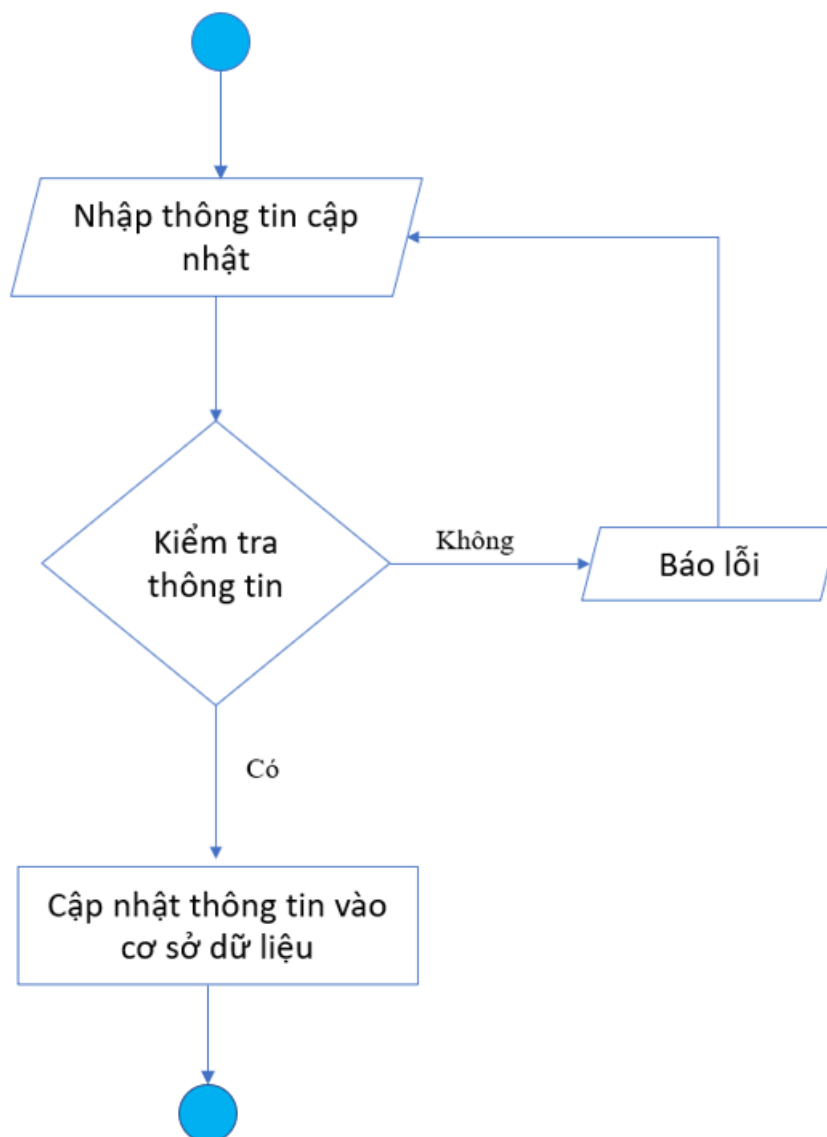 Nhập thông tin cập
nhật
Kiểm tra
thông tin
Không
Báo lỗi
Có
Cập nhật thông tin vào
cơ sở dữ liệu